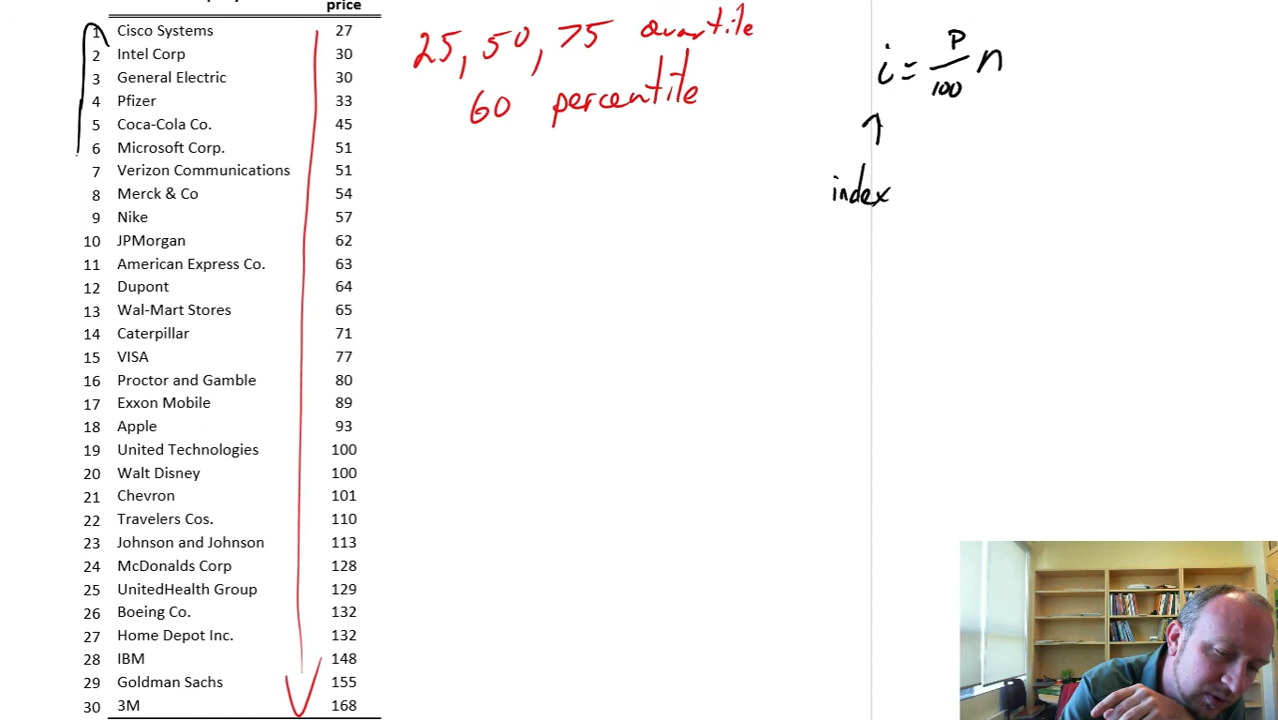 price
1 Cisco Systems 27
2 Intel Corp 30
3 General Electric 30
4 Pfizer 33
5 Coca-Cola Co. 45
6 Microsoft Corp. 51
7 Verizon Communications 51
8 Merck & Co 54
9 Nike 57
10 JPMorgan 62
11 American Express Co. 63
12 Dupont 64
13 Wal-Mart Stores 65
14 Caterpillar 71
15 VISA 77
16 Proctor and Gamble 80
17 Exxon Mobile 89
18 Apple 93
19 United Technologies 100
20 Walt Disney 100
21 Chevron 101
22 Travelers Cos. 110
23 Johnson and Johnson 113
24 McDonalds Corp 128
25 UnitedHealth Group 129
26 Boeing Co. 132
27 Home Depot Inc. 132
28 IBM 148
29 Goldman Sachs 155
30 3M 168
25, 50, 75 quartile
60 percentile
i = P/100 n
index